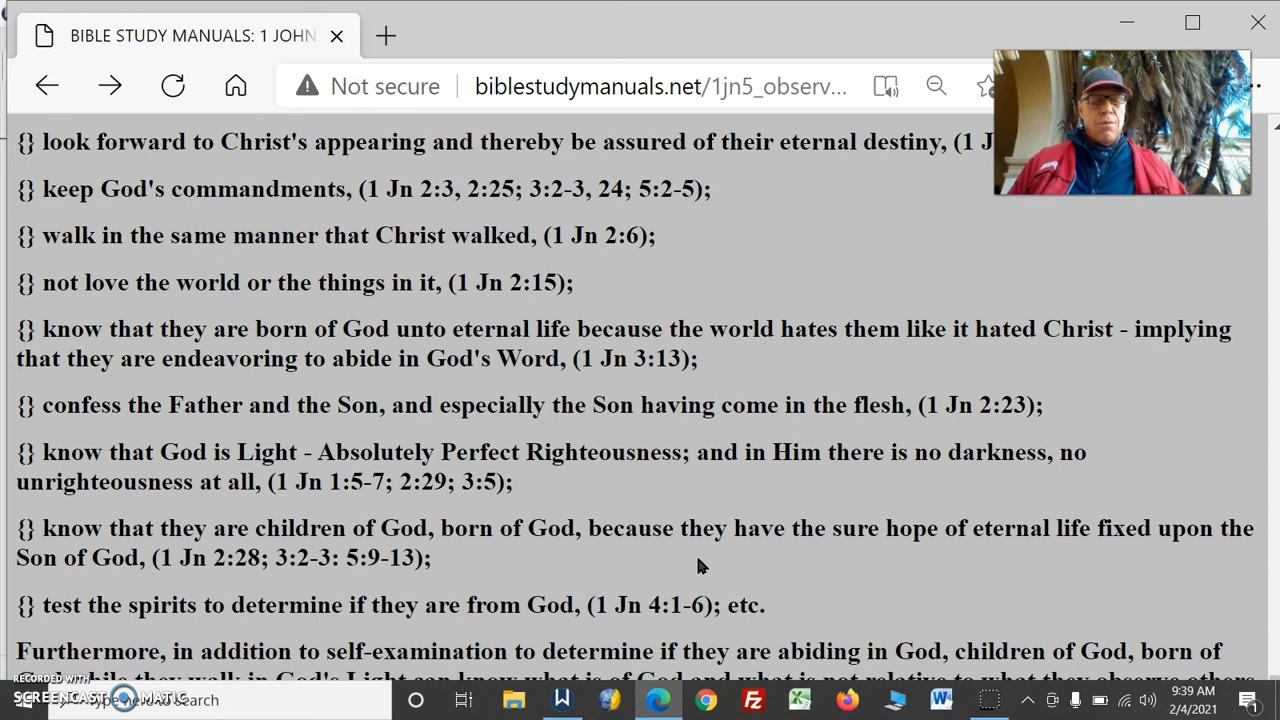 BIBLE STUDY MANUALS: 1 JOHN
Not secure
biblestudymanuals.net/1jn5_observ...
{} look forward to Christ's appearing and thereby be assured of their eternal destiny, (1 J
{} keep God's commandments, (1 Jn 2:3, 2:25; 3:2-3, 24; 5:2-5);
{} walk in the same manner that Christ walked, (1 Jn 2:6);
{} not love the world or the things in it, (1 Jn 2:15);
{} know that they are born of God unto eternal life because the world hates them like it hated Christ - implying
that they are endeavoring to abide in God's Word, (1 Jn 3:13);
{} confess the Father and the Son, and especially the Son having come in the flesh, (1 Jn 2:23);
{} know that God is Light - Absolutely Perfect Righteousness; and in Him there is no darkness, no
unrighteousness at all, (1 Jn 1:5-7; 2:29; 3:5);
{} know that they are children of God, born of God, because they have the sure hope of eternal life fixed upon the
Son of God, (1 Jn 2:28; 3:2-3: 5:9-13);
{} test the spirits to determine if they are from God, (1 Jn 4:1-6); etc.
Furthermore, in addition to self-examination to determine if they are abiding in God, children of God, born of
RECORDED WITH
SCREENCAST MATIC
Type here to search
9:39 AM
2/4/2021